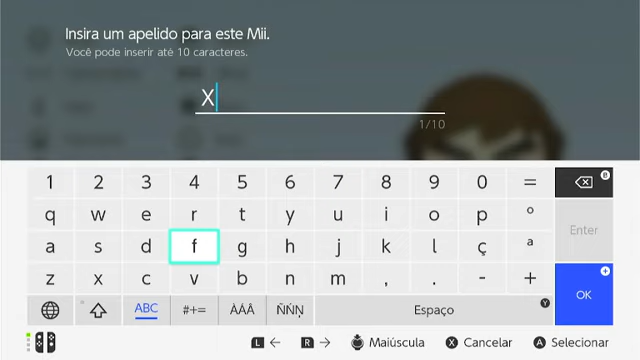 Insira um apelido para este Mii.
Você pode inserir até 10 caracteres.
X
1/10
1 2 3 4 5 6 7 8 9 0 =
q w e r t y u i o p º
a s d f g h j k l ç ª
z x c v b n m , . - +
B
Enter
+
OK
ABC #+= ÀÁÂ ÑŃŅ Espaço Y
L ← R → Maiúscula X Cancelar A Selecionar